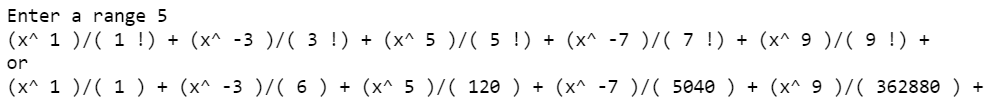 Enter a range 5
(x^ 1 )/( 1 !) + (x^ -3 )/( 3 !) + (x^ 5 )/( 5 !) + (x^ -7 )/( 7 !) + (x^ 9 )/( 9 !) +
or
(x^ 1 )/( 1 ) + (x^ -3 )/( 6 ) + (x^ 5 )/( 120 ) + (x^ -7 )/( 5040 ) + (x^ 9 )/( 362880 ) +